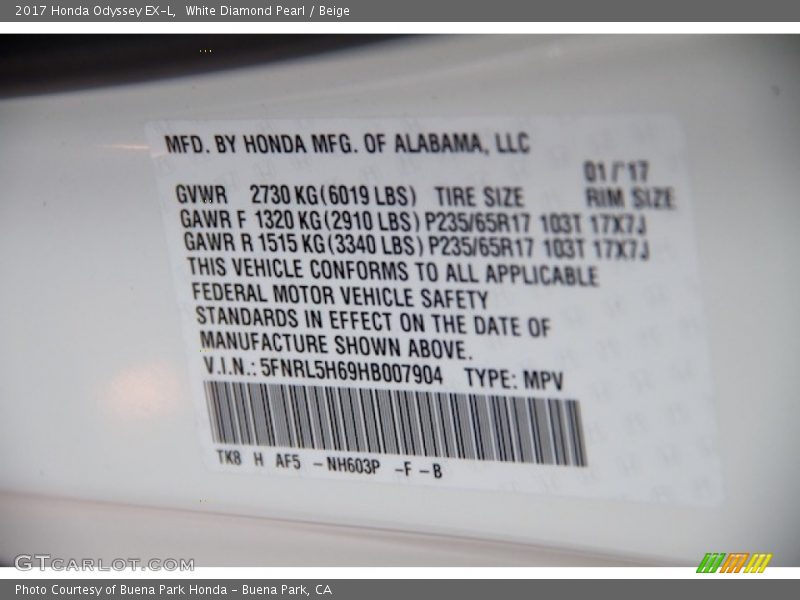 2017 Honda Odyssey EX-L,  White Diamond Pearl / Beige
MFD. BY HONDA MFG. OF ALABAMA, LLC
01/'17
GVWR 2730 KG(6019 LBS) TIRE SIZE RIM SIZE
GAWR F 1320 KG(2910 LBS) P235/65R17 103T 17X7J
GAWR R 1515 KG(3340 LBS) P235/65R17 103T 17X7J
THIS VEHICLE CONFORMS TO ALL APPLICABLE
FEDERAL MOTOR VEHICLE SAFETY
STANDARDS IN EFFECT ON THE DATE OF
MANUFACTURE SHOWN ABOVE.
V.I.N.: 5FNRL5H69HB007904 TYPE: MPV
TK8 H AF5 -NH603P -F-B
GTCARLOT.COM
Photo Courtesy of Buena Park Honda - Buena Park, CA